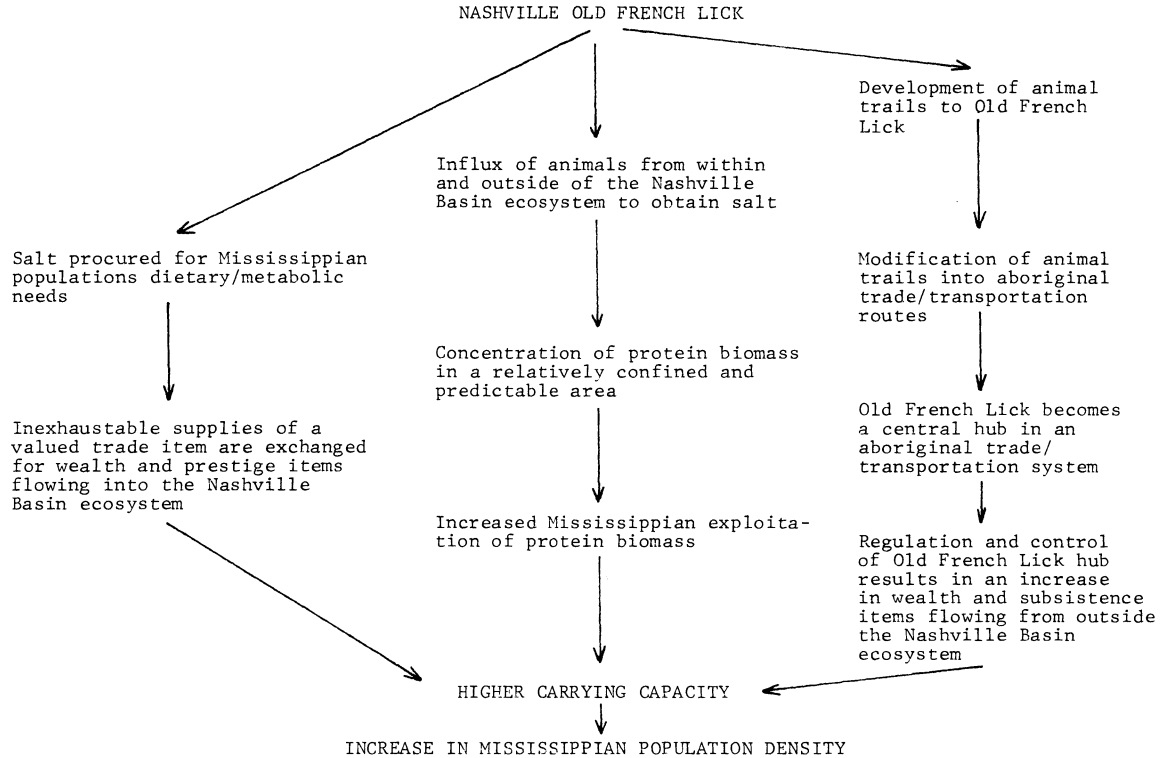 NASHVILLE OLD FRENCH LICK
Development of animal
trails to Old French
Lick
Influx of animals from within
and outside of the Nashville
Basin ecosystem to obtain salt
Salt procured for Mississippian
populations dietary/metabolic
needs
Modification of animal
trails into aboriginal
trade/transportation
routes
Concentration of protein biomass
in a relatively confined and
predictable area
Inexhaustable supplies of a
valued trade item are exchanged
for wealth and prestige items
flowing into the Nashville
Basin ecosystem
Old French Lick becomes
a central hub in an
aboriginal trade/
transportation system
Increased Mississippian exploita-
tion of protein biomass
Regulation and control
of Old French Lick hub
results in an increase
in wealth and subsistence
items flowing from outside
the Nashville Basin
ecosystem
HIGHER CARRYING CAPACITY
INCREASE IN MISSISSIPPIAN POPULATION DENSITY